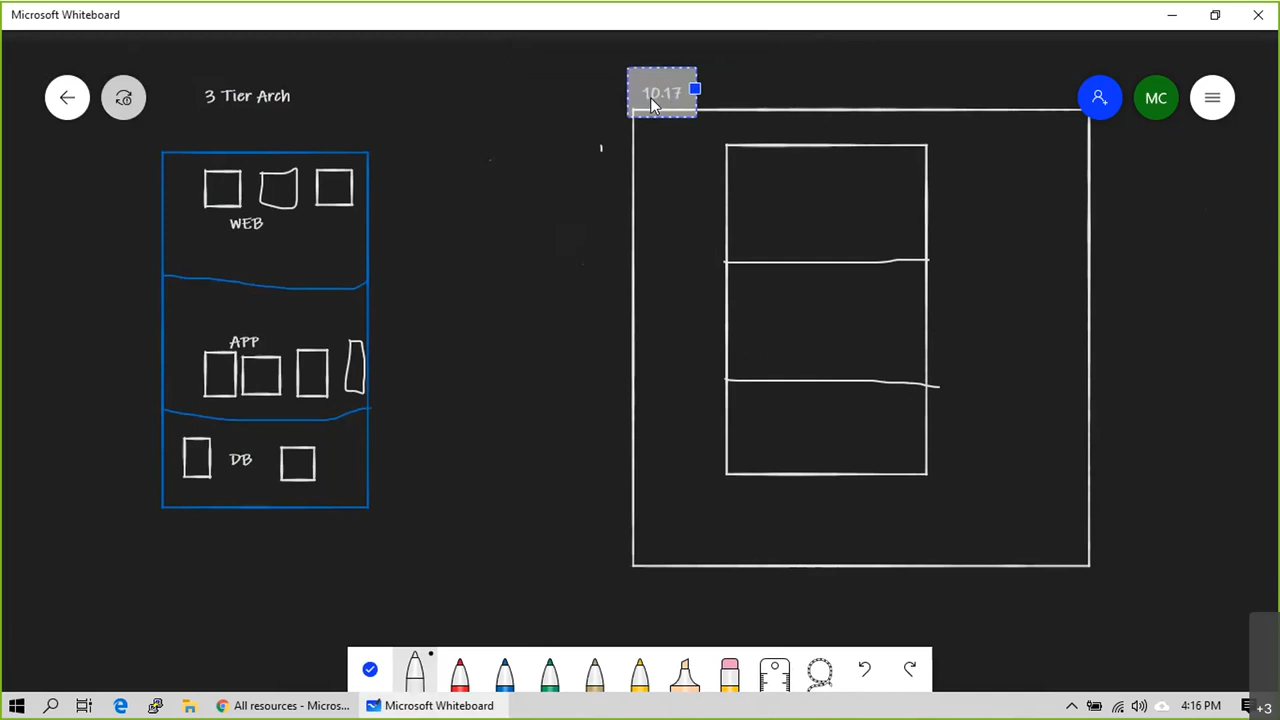 Microsoft Whiteboard
3 Tier Arch
10.17
MC
WEB
APP
DB
All resources - Micros...
Microsoft Whiteboard
4:16 PM
+3